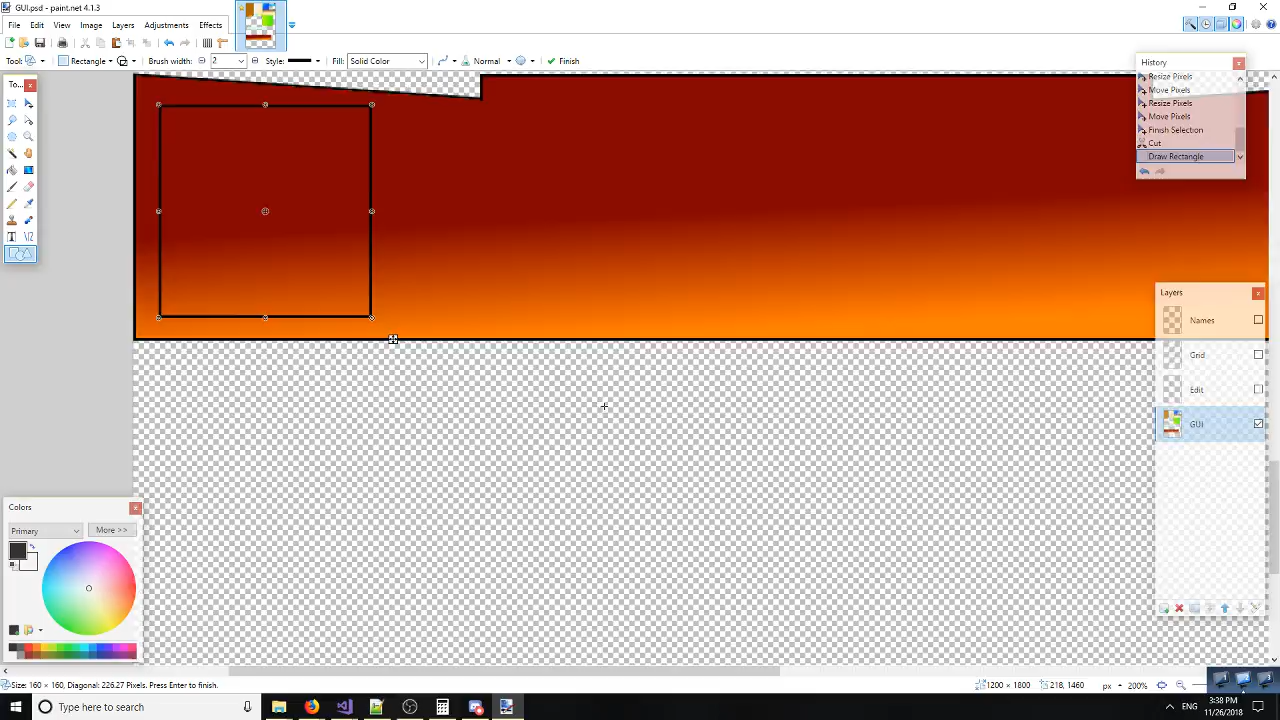 GUI.psd - paint.net 4.1.3
File Edit View Image Layers Adjustments Effects
Tool: Rectangle Brush width: 2 Style: Fill: Solid Color Normal Finish
To...
History
Resize Pixels
Move Pixels
Resize Pixels
Move Pixels
Finish Selection
Cut
Draw Rectangle
Layers
Names
Grid
Edit
GUI
Colors
Primary More >>
Size: 160 × 160, Diagonal: 226.27 Pixels. Press Enter to finish. 1200 × 1800 218, 1460 px 200%
Type here to search
ENG
3:38 PM
11/26/2018